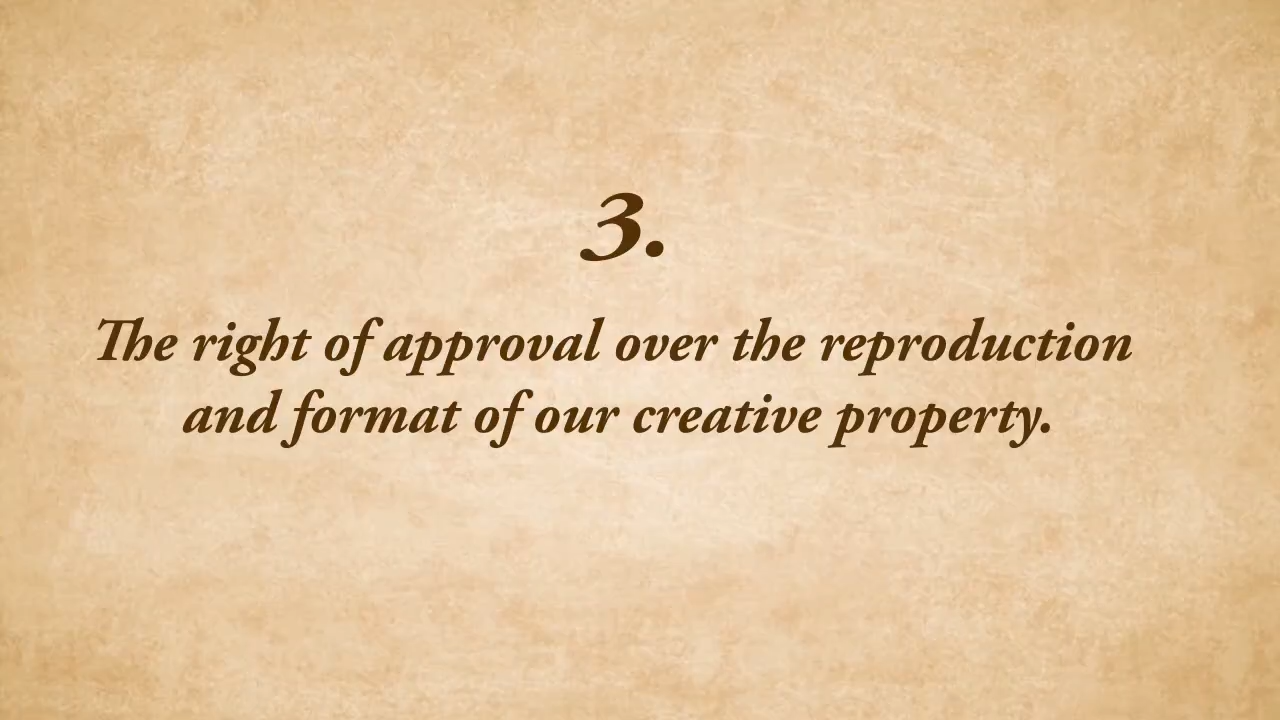 3.
The right of approval over the reproduction
and format of our creative property.